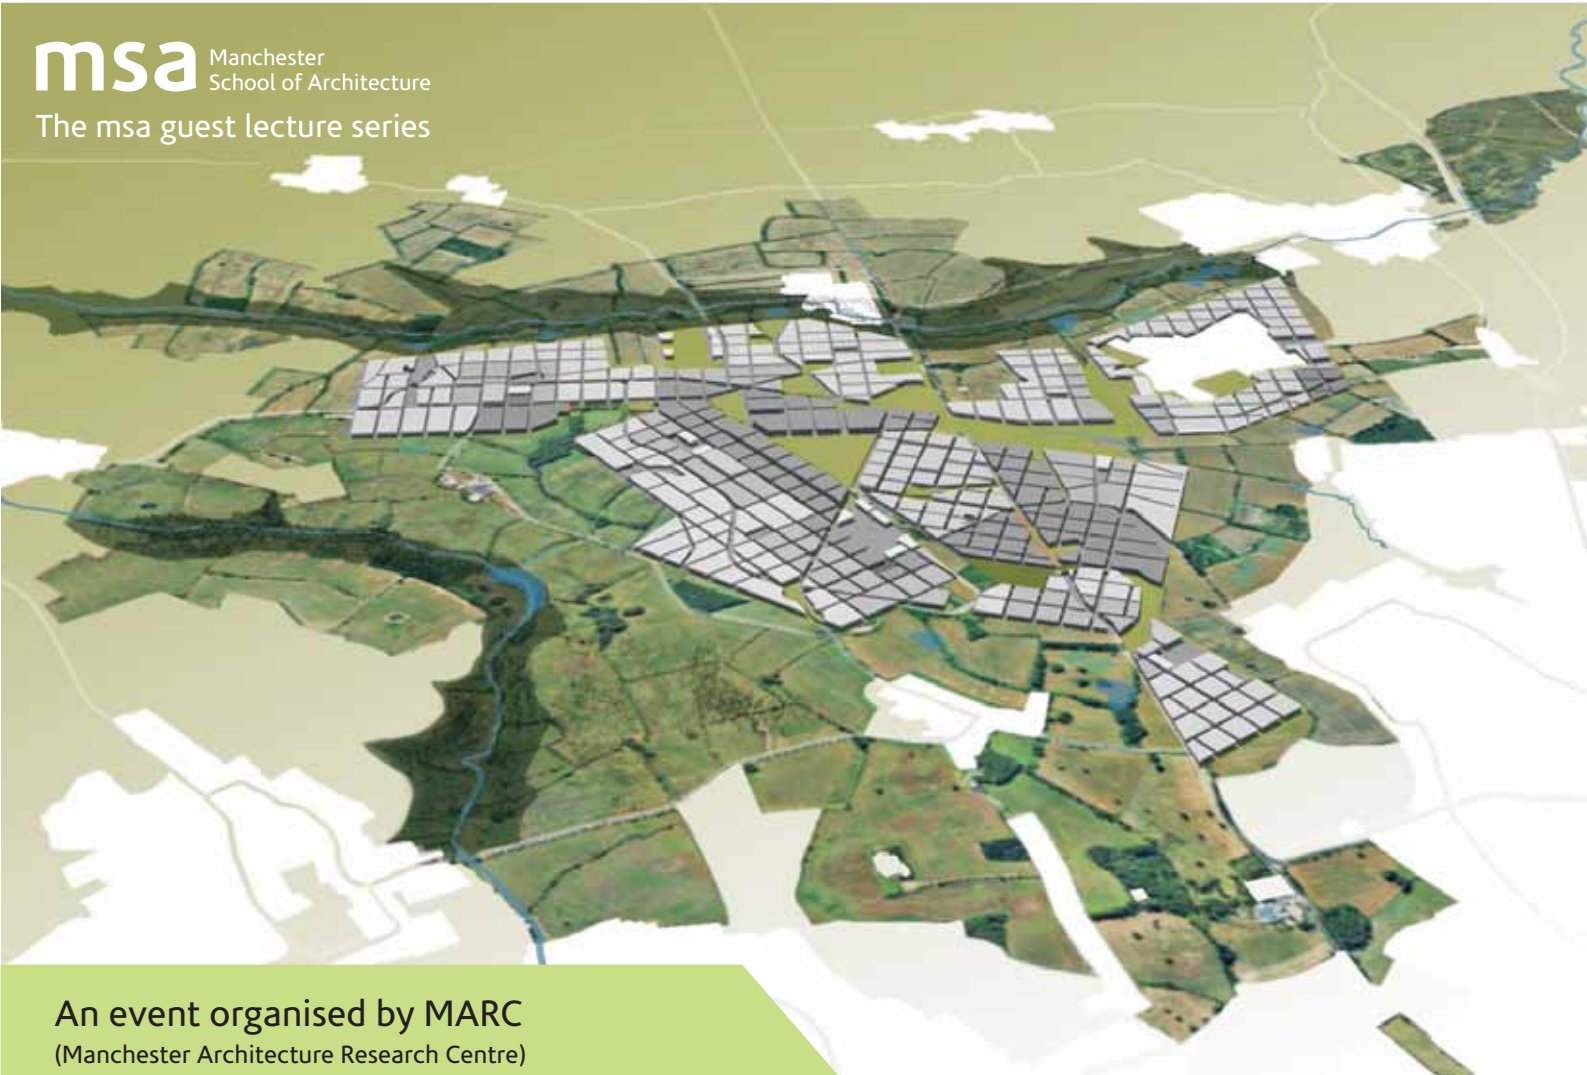 msa Manchester
School of Architecture
The msa guest lecture series
An event organised by MARC
(Manchester Architecture Research Centre)